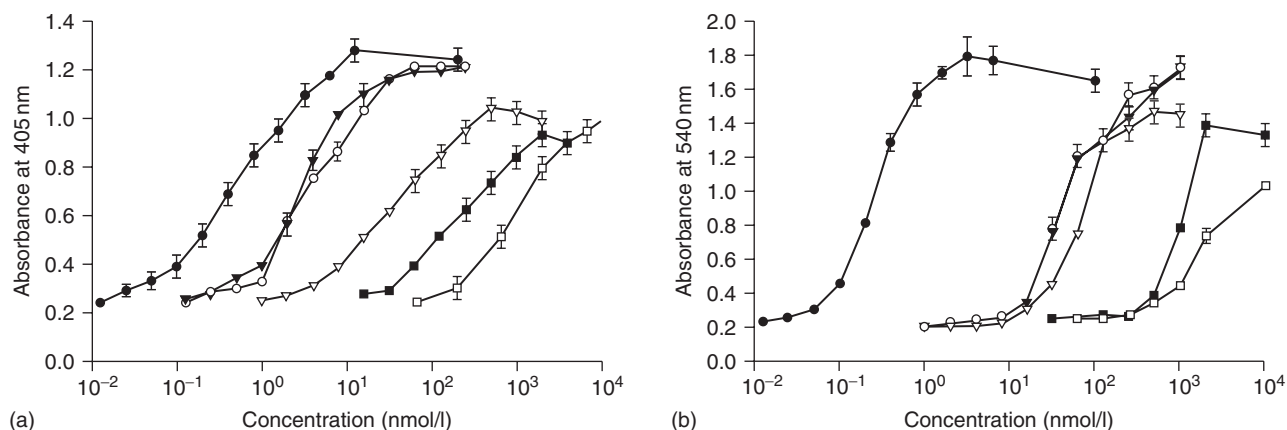 1.4
1.2
1.0
0.8
0.6
0.4
0.2
0.0
Absorbance at 405 nm
10⁻² 10⁻¹ 10⁰ 10¹ 10² 10³ 10⁴
Concentration (nmol/l)
(a)
2.0
1.8
1.6
1.4
1.2
1.0
0.8
0.6
0.4
0.2
0.0
Absorbance at 540 nm
10⁻² 10⁻¹ 10⁰ 10¹ 10² 10³ 10⁴
Concentration (nmol/l)
(b)